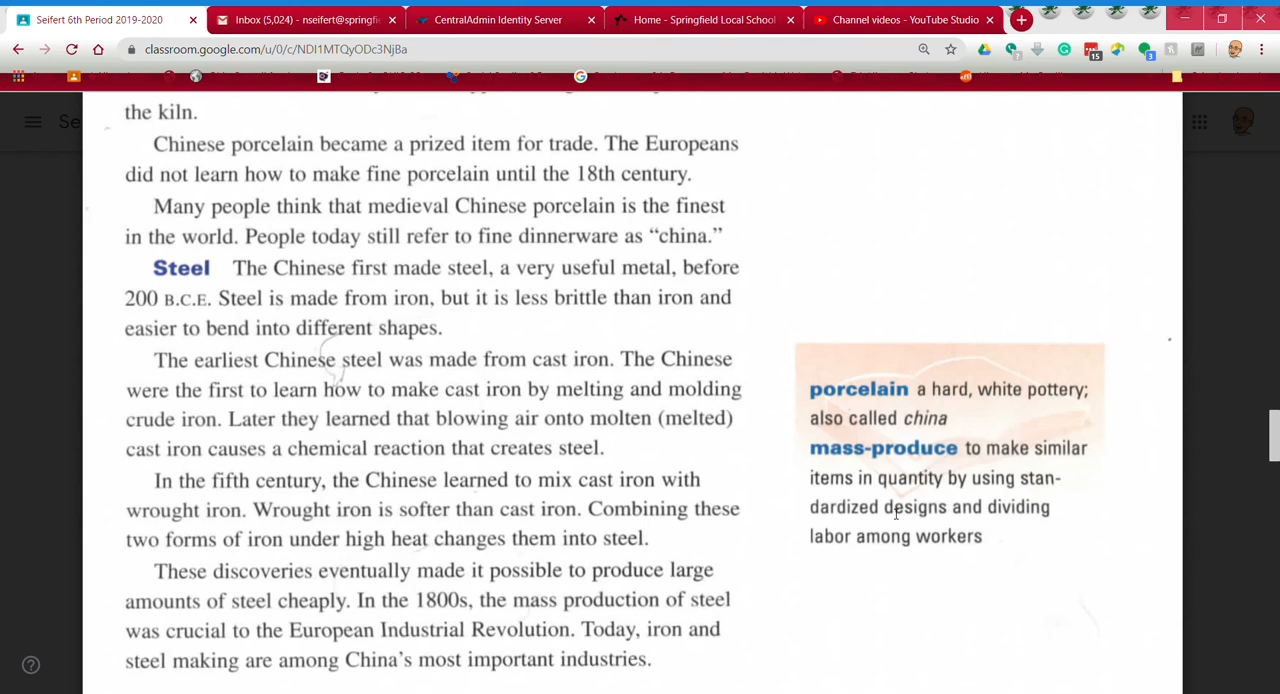 Seifert 6th Period 2019-2020
Inbox (5,024) - nseifert@springfi
CentralAdmin Identity Server
Home - Springfield Local School
Channel videos - YouTube Studio
classroom.google.com/u/0/c/NDI1MTQyODc3NjBa
7
15
3
Se
the kiln.
Chinese porcelain became a prized item for trade. The Europeans
did not learn how to make fine porcelain until the 18th century.
Many people think that medieval Chinese porcelain is the finest
in the world. People today still refer to fine dinnerware as “china.”
Steel The Chinese first made steel, a very useful metal, before
200 B.C.E. Steel is made from iron, but it is less brittle than iron and
easier to bend into different shapes.
The earliest Chinese steel was made from cast iron. The Chinese
were the first to learn how to make cast iron by melting and molding
crude iron. Later they learned that blowing air onto molten (melted)
cast iron causes a chemical reaction that creates steel.
In the fifth century, the Chinese learned to mix cast iron with
wrought iron. Wrought iron is softer than cast iron. Combining these
two forms of iron under high heat changes them into steel.
These discoveries eventually made it possible to produce large
amounts of steel cheaply. In the 1800s, the mass production of steel
was crucial to the European Industrial Revolution. Today, iron and
steel making are among China’s most important industries.
porcelain a hard, white pottery;
also called china
mass-produce to make similar
items in quantity by using stan-
dardized designs and dividing
labor among workers